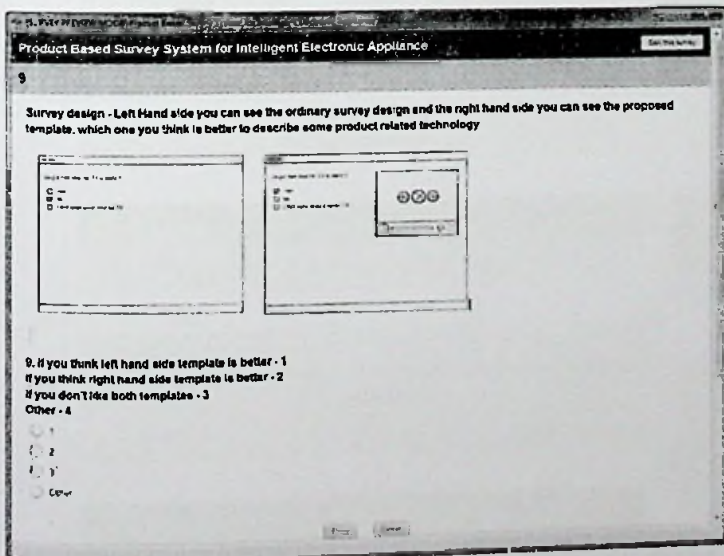 Product Based Survey System for Intelligent Electronic Appliance
9
Survey design - Left Hand side you can see the ordinary survey design and the right hand side you can see the proposed
template. which one you think is better to describe some product related technology
9. if you think left hand side template is better - 1
if you think right hand side template is better - 2
if you don't like both templates - 3
Other - 4
1
2
3
Other